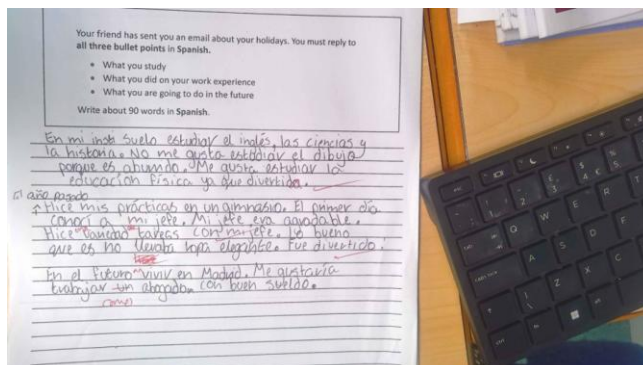 Your friend has sent you an email about your holidays. You must reply to
all three bullet points in Spanish.
• What you study
• What you did on your work experience
• What you are going to do in the future
Write about 90 words in Spanish.
En mi insti suelo estudiar el inglés, las ciencias y
la historia. No me gusta estudiar el dibujo
porque es aburrido. Me gusta estudiar la
educación física ya que divertido.
El año pasado
Hice mis prácticas en un gimnasio. El primer día
conocí a mi jefe. Mi jefe era agradable.
Hice tareas con mi jefe. Lo bueno
que es no llevaba ropa elegante. Fue divertido.
En el futuro vivir en Madrid. Me gustaría
trabajar un abogado. con buen sueldo.
(como)